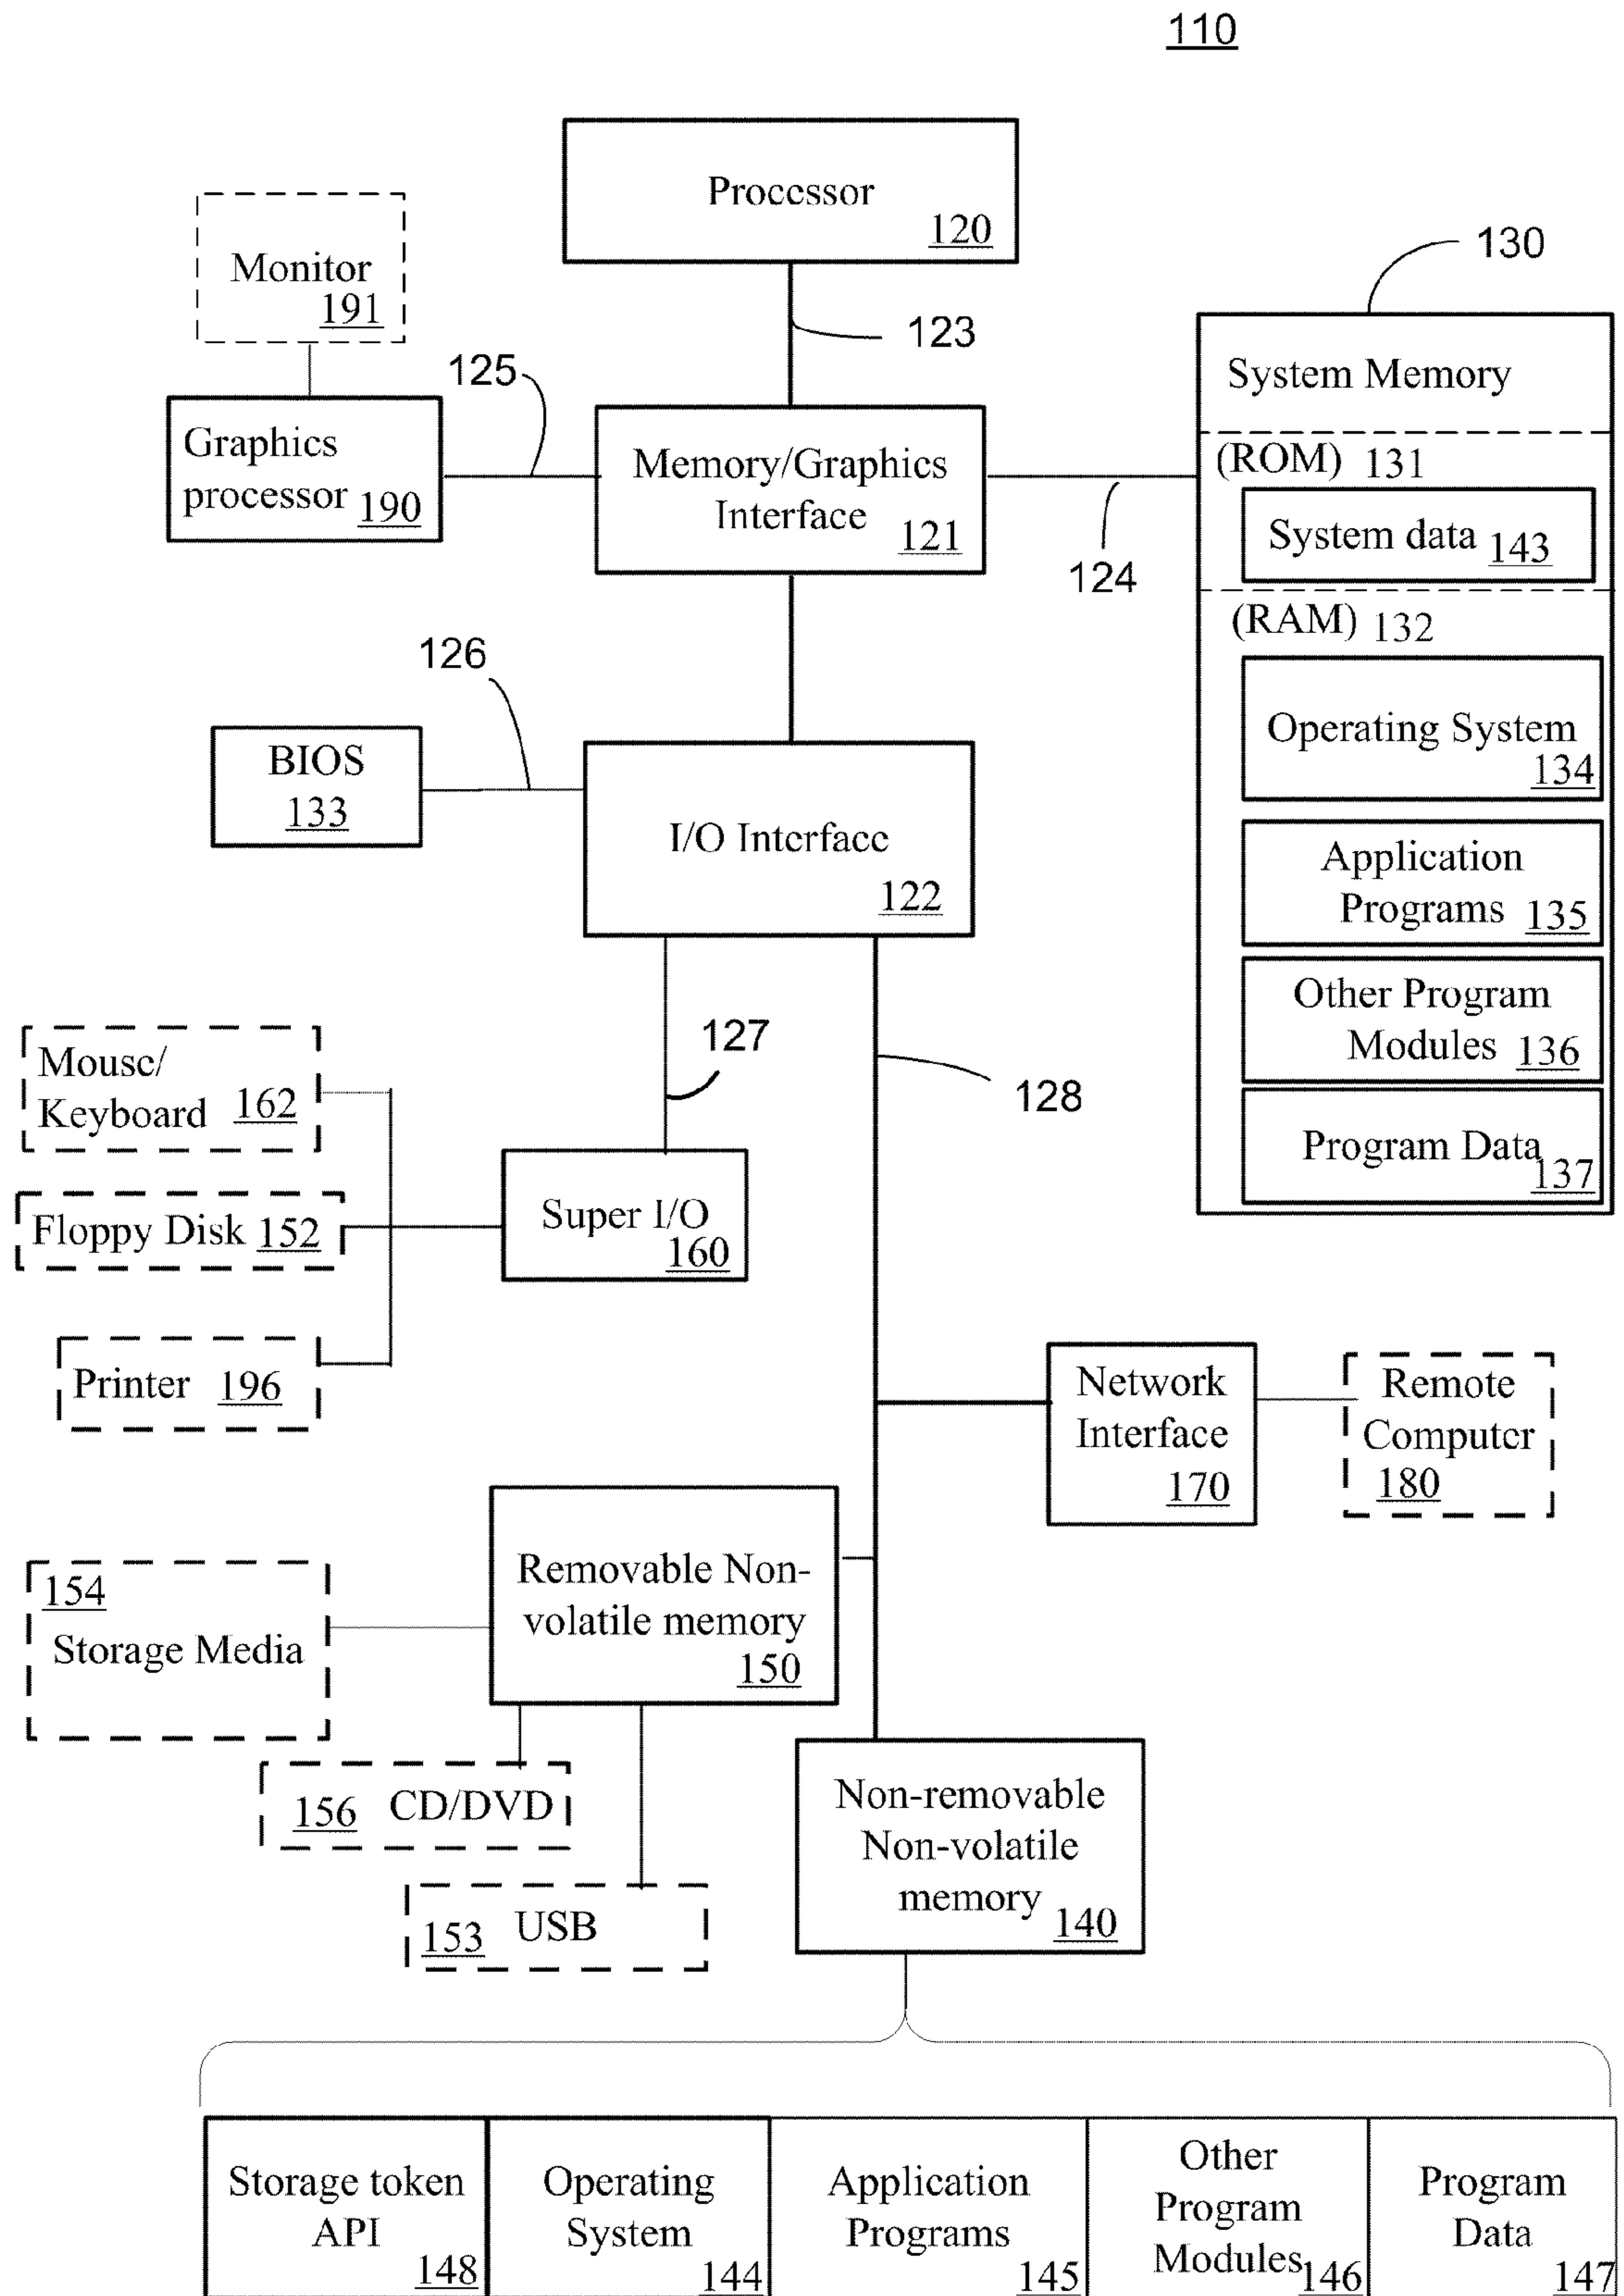 110
Processor
120
Monitor
191
130
123
125
System Memory
Graphics
processor 190
Memory/Graphics
Interface
121
(ROM) 131
System data 143
124
(RAM) 132
126
Operating System
134
BIOS
133
I/O Interface
122
Application
Programs 135
Other Program
Modules 136
127
128
Mouse/
Keyboard 162
Program Data
137
Super I/O
160
Floppy Disk 152
Printer 196
Network
Interface
170
Remote
Computer
180
Removable Non-
volatile memory
150
154
Storage Media
156 CD/DVD
Non-removable
Non-volatile
memory
140
153 USB
Storage token
API
148
Operating
System
144
Application
Programs
145
Other
Program
Modules 146
Program
Data
147